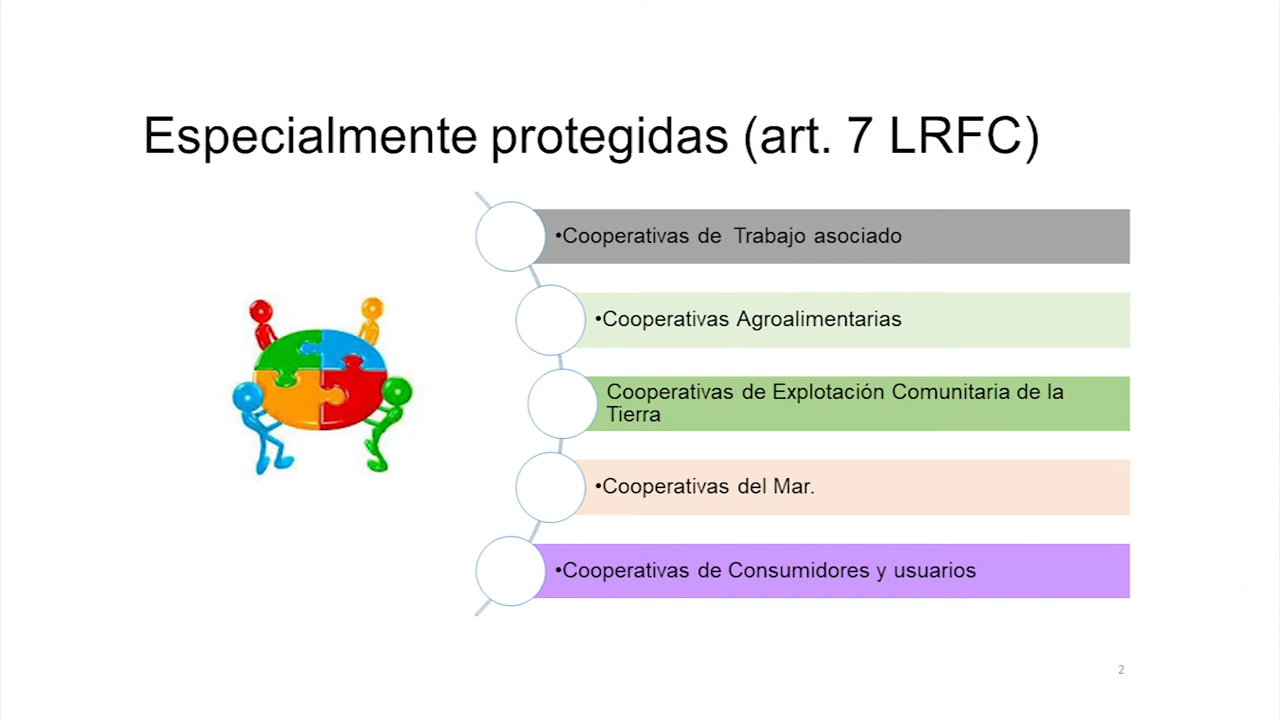 Especialmente protegidas (art. 7 LRFC)
•Cooperativas de Trabajo asociado
•Cooperativas Agroalimentarias
Cooperativas de Explotación Comunitaria de la
Tierra
•Cooperativas del Mar.
•Cooperativas de Consumidores y usuarios
2